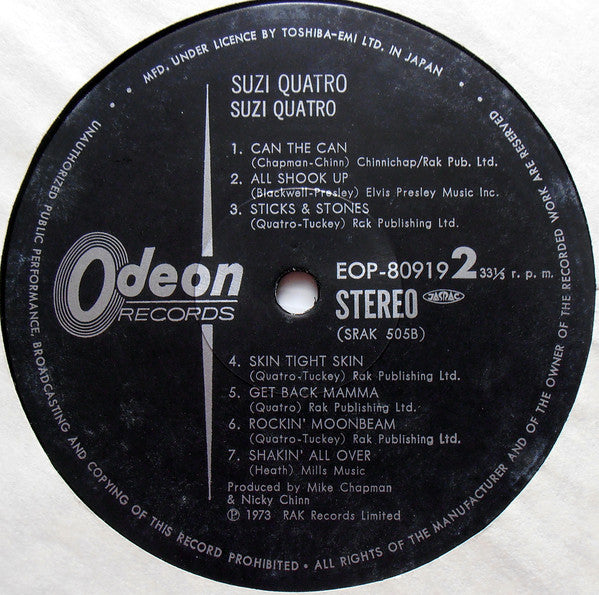 MFD. UNDER LICENCE BY TOSHIBA-EMI LTD. IN JAPAN
SUZI QUATRO
SUZI QUATRO
1. CAN THE CAN
(Chapman-Chinn) Chinnichap/Rak Pub. Ltd.
2. ALL SHOOK UP
(Blackwell-Presley) Elvis Presley Music Inc.
3. STICKS & STONES
(Quatro-Tuckey) Rak Publishing Ltd.
Odeon
RECORDS
EOP-80919 2 33⅓ r. p. m.
STEREO JASRAC
(SRAK 505B)
4. SKIN TIGHT SKIN
(Quatro-Tuckey) Rak Publishing Ltd.
5. GET BACK MAMMA
(Quatro) Rak Publishing Ltd.
6. ROCKIN' MOONBEAM
(Quatro-Tuckey) Rak Publishing Ltd.
7. SHAKIN' ALL OVER
(Heath) Mills Music
Produced by Mike Chapman
& Nicky Chinn
℗ 1973 RAK Records Limited
UNAUTHORIZED PUBLIC PERFORMANCE, BROADCASTING AND COPYING OF THIS RECORD PROHIBITED • ALL RIGHTS OF THE MANUFACTURER AND OF THE OWNER OF THE RECORDED WORK ARE RESERVED